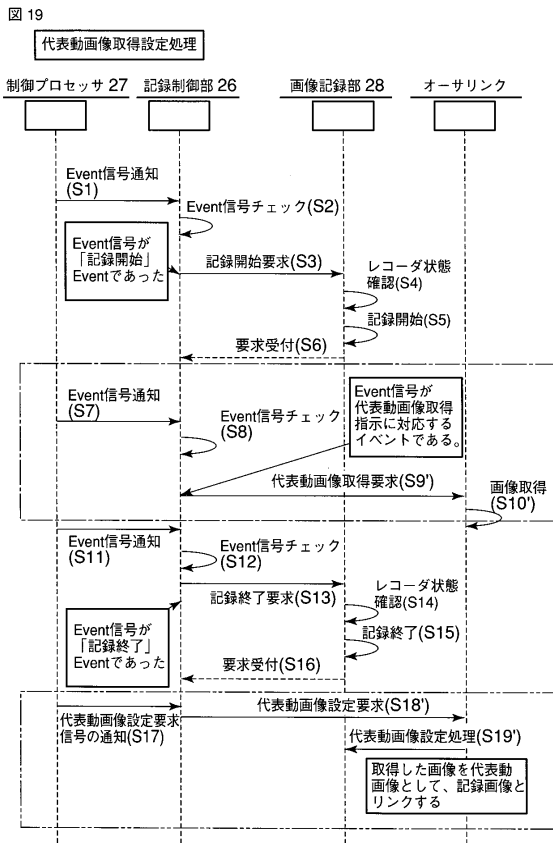 図 19
代表動画像取得設定処理
制御プロセッサ 27
記録制御部 26
画像記録部 28
オーサリンク
Event信号通知
(S1)
Event信号チェック(S2)
Event信号が
「記録開始」
Eventであった
記録開始要求(S3)
レコーダ状態
確認(S4)
記録開始(S5)
要求受付(S6)
Event信号通知
(S7)
Event信号チェック
(S8)
Event信号が
代表動画像取得
指示に対応する
イベントである。
代表動画像取得要求(S9')
画像取得
(S10')
Event信号通知
(S11)
Event信号チェック
(S12)
記録終了要求(S13)
レコーダ状態
確認(S14)
Event信号が
「記録終了」
Eventであった
記録終了(S15)
要求受付(S16)
代表動画像設定要求
信号の通知(S17)
代表動画像設定要求(S18')
代表動画像設定処理(S19')
取得した画像を代表動
画像として、記録画像と
リンクする